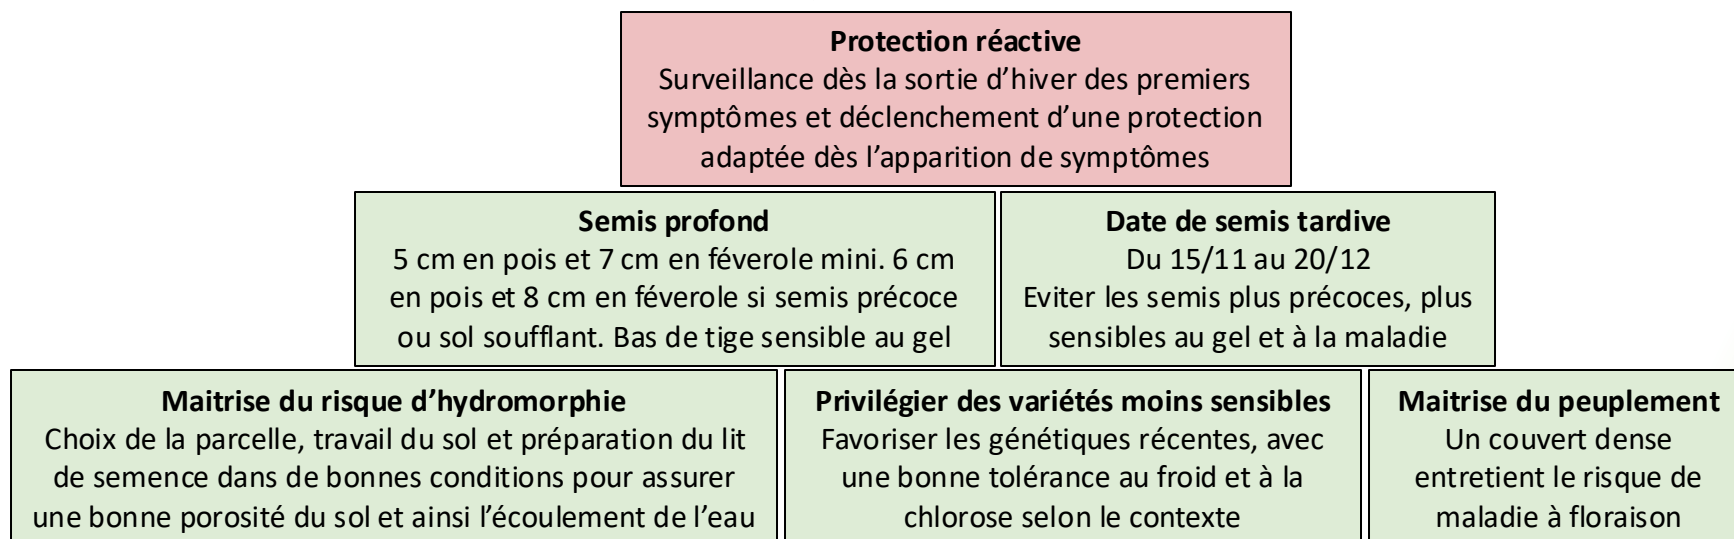 Protection réactive
Surveillance dès la sortie d’hiver des premiers
symptômes et déclenchement d’une protection
adaptée dès l’apparition de symptômes
Semis profond
5 cm en pois et 7 cm en féverole mini. 6 cm
en pois et 8 cm en féverole si semis précoce
ou sol soufflant. Bas de tige sensible au gel
Date de semis tardive
Du 15/11 au 20/12
Eviter les semis plus précoces, plus
sensibles au gel et à la maladie
Maitrise du risque d’hydromorphie
Choix de la parcelle, travail du sol et préparation du lit
de semence dans de bonnes conditions pour assurer
une bonne porosité du sol et ainsi l’écoulement de l’eau
Privilégier des variétés moins sensibles
Favoriser les génétiques récentes, avec
une bonne tolérance au froid et à la
chlorose selon le contexte
Maitrise du peuplement
Un couvert dense
entretient le risque de
maladie à floraison